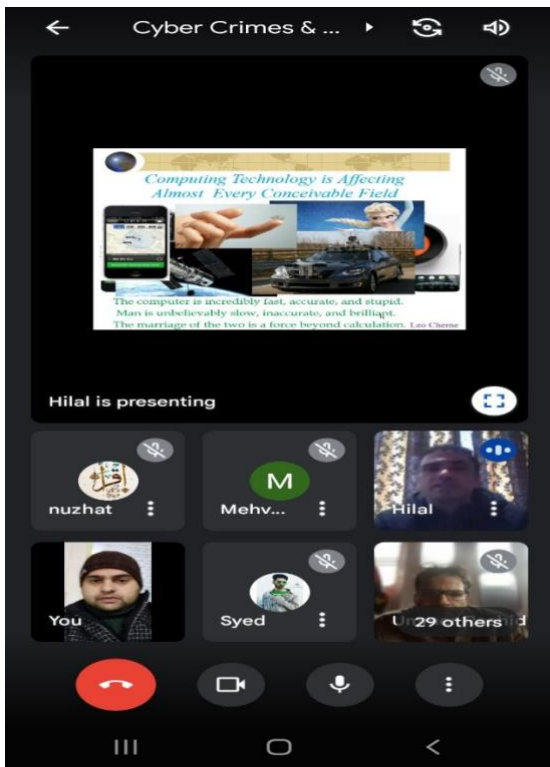 Cyber Crimes & ...
Computing Technology is Affecting
Almost Every Conceivable Field
The computer is incredibly fast, accurate, and stupid.
Man is unbelievably slow, inaccurate, and brilliant.
The marriage of the two is a force beyond calculation. Leo Cherne
Hilal is presenting
nuzhat
Mehv...
M
Hilal
You
Syed
29 others